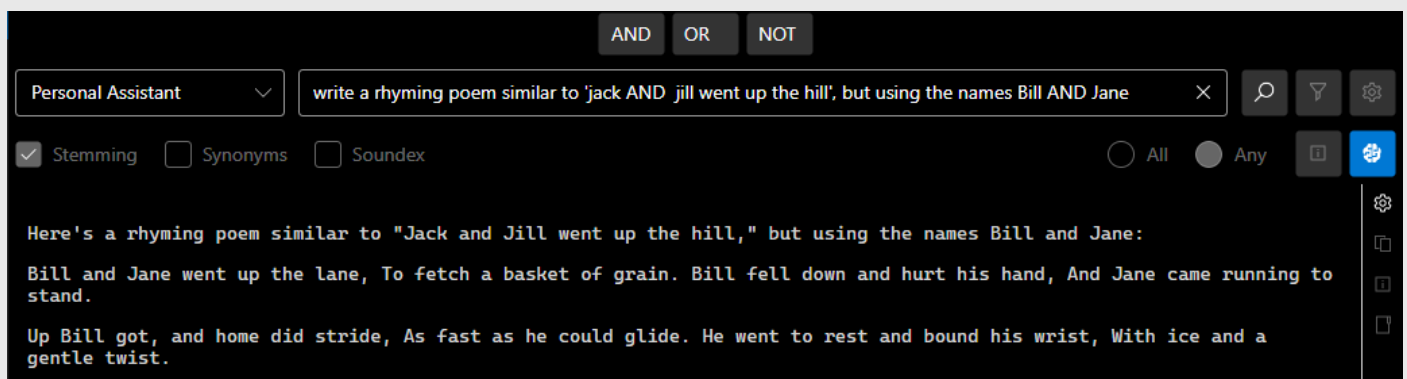 AND OR NOT
Personal Assistant write a rhyming poem similar to 'jack AND  jill went up the hill', but using the names Bill AND Jane
Stemming Synonyms Soundex All Any
Here's a rhyming poem similar to "Jack and Jill went up the hill," but using the names Bill and Jane:
Bill and Jane went up the lane, To fetch a basket of grain. Bill fell down and hurt his hand, And Jane came running to
stand.
Up Bill got, and home did stride, As fast as he could glide. He went to rest and bound his wrist, With ice and a
gentle twist.